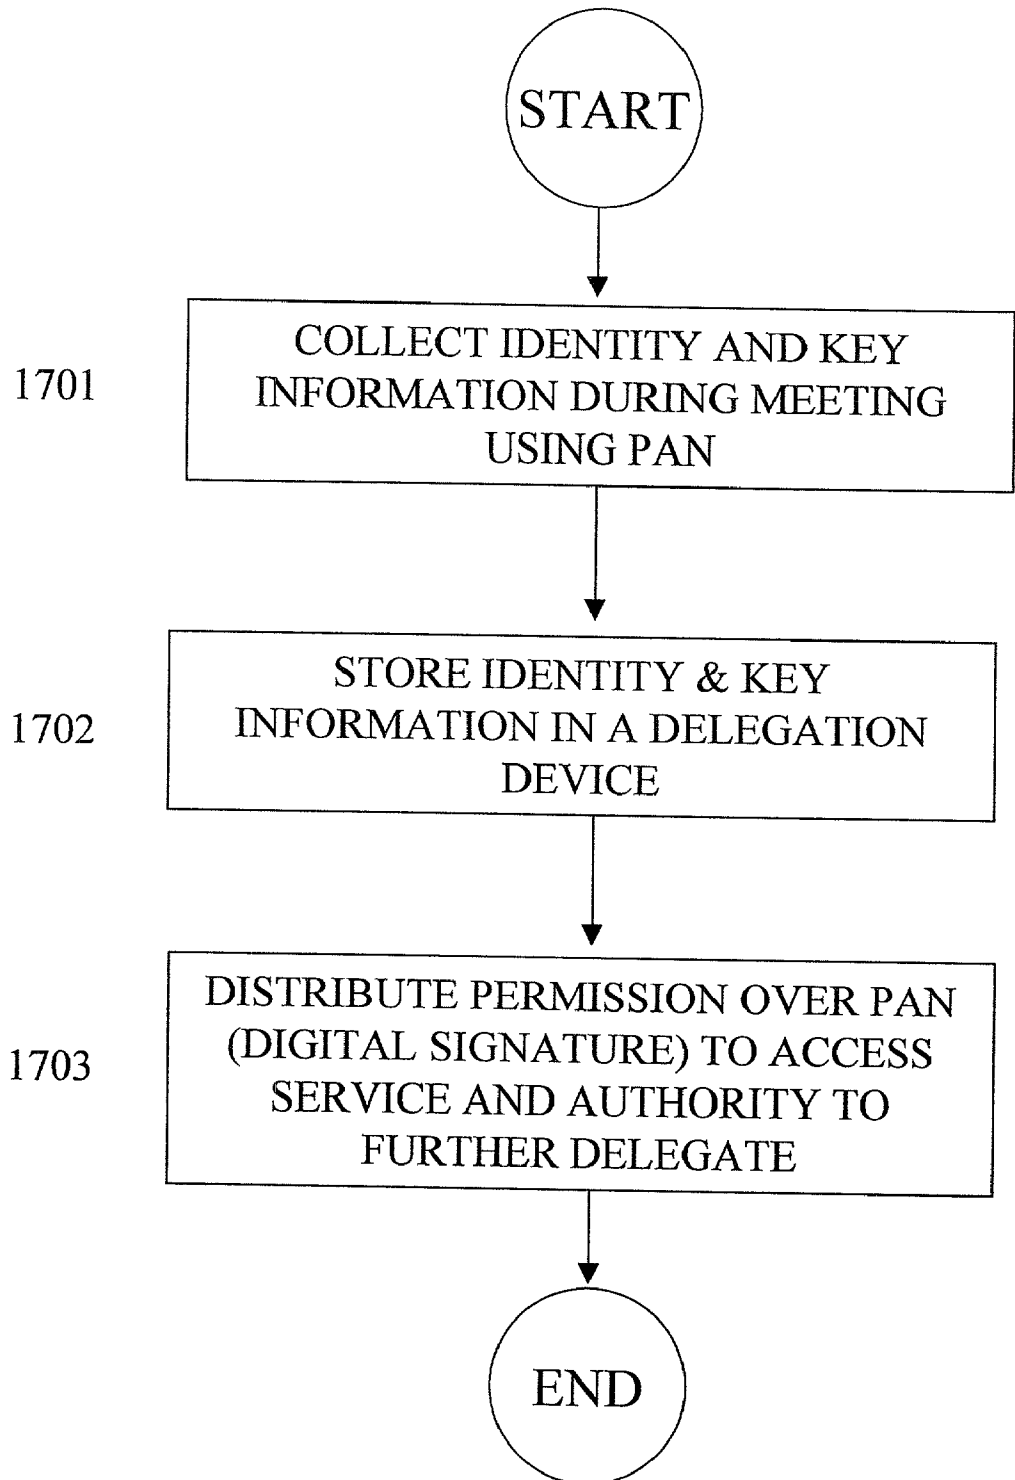 START
1701
COLLECT IDENTITY AND KEY
INFORMATION DURING MEETING
USING PAN
1702
STORE IDENTITY & KEY
INFORMATION IN A DELEGATION
DEVICE
1703
DISTRIBUTE PERMISSION OVER PAN
(DIGITAL SIGNATURE) TO ACCESS
SERVICE AND AUTHORITY TO
FURTHER DELEGATE
END